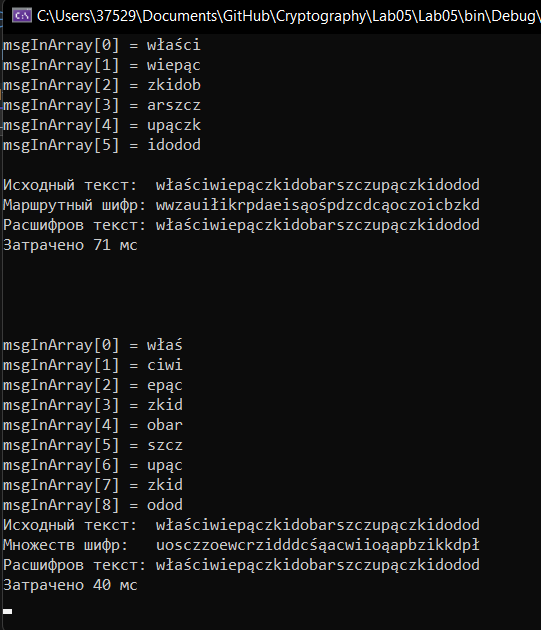 C:\Users\37529\Documents\GitHub\Cryptography\Lab05\Lab05\bin\Debug\
msgInArray[0] = właści
msgInArray[1] = wiepąc
msgInArray[2] = zkidob
msgInArray[3] = arszcz
msgInArray[4] = upączk
msgInArray[5] = idodod
Исходный текст:  właściwiepączkidobarszczupączkidodod
Маршрутный шифр: wwzauiłikrpdaeisąośpdzcdcąoczoicbzkd
Расшифров текст: właściwiepączkidobarszczupączkidodod
Затрачено 71 мс
msgInArray[0] = właś
msgInArray[1] = ciwi
msgInArray[2] = epąc
msgInArray[3] = zkid
msgInArray[4] = obar
msgInArray[5] = szcz
msgInArray[6] = upąc
msgInArray[7] = zkid
msgInArray[8] = odod
Исходный текст:  właściwiepączkidobarszczupączkidodod
Множеств шифр:   uosczzoewcrzidddcśąacwiioąapbzikkdpł
Расшифров текст: właściwiepączkidobarszczupączkidodod
Затрачено 40 мс